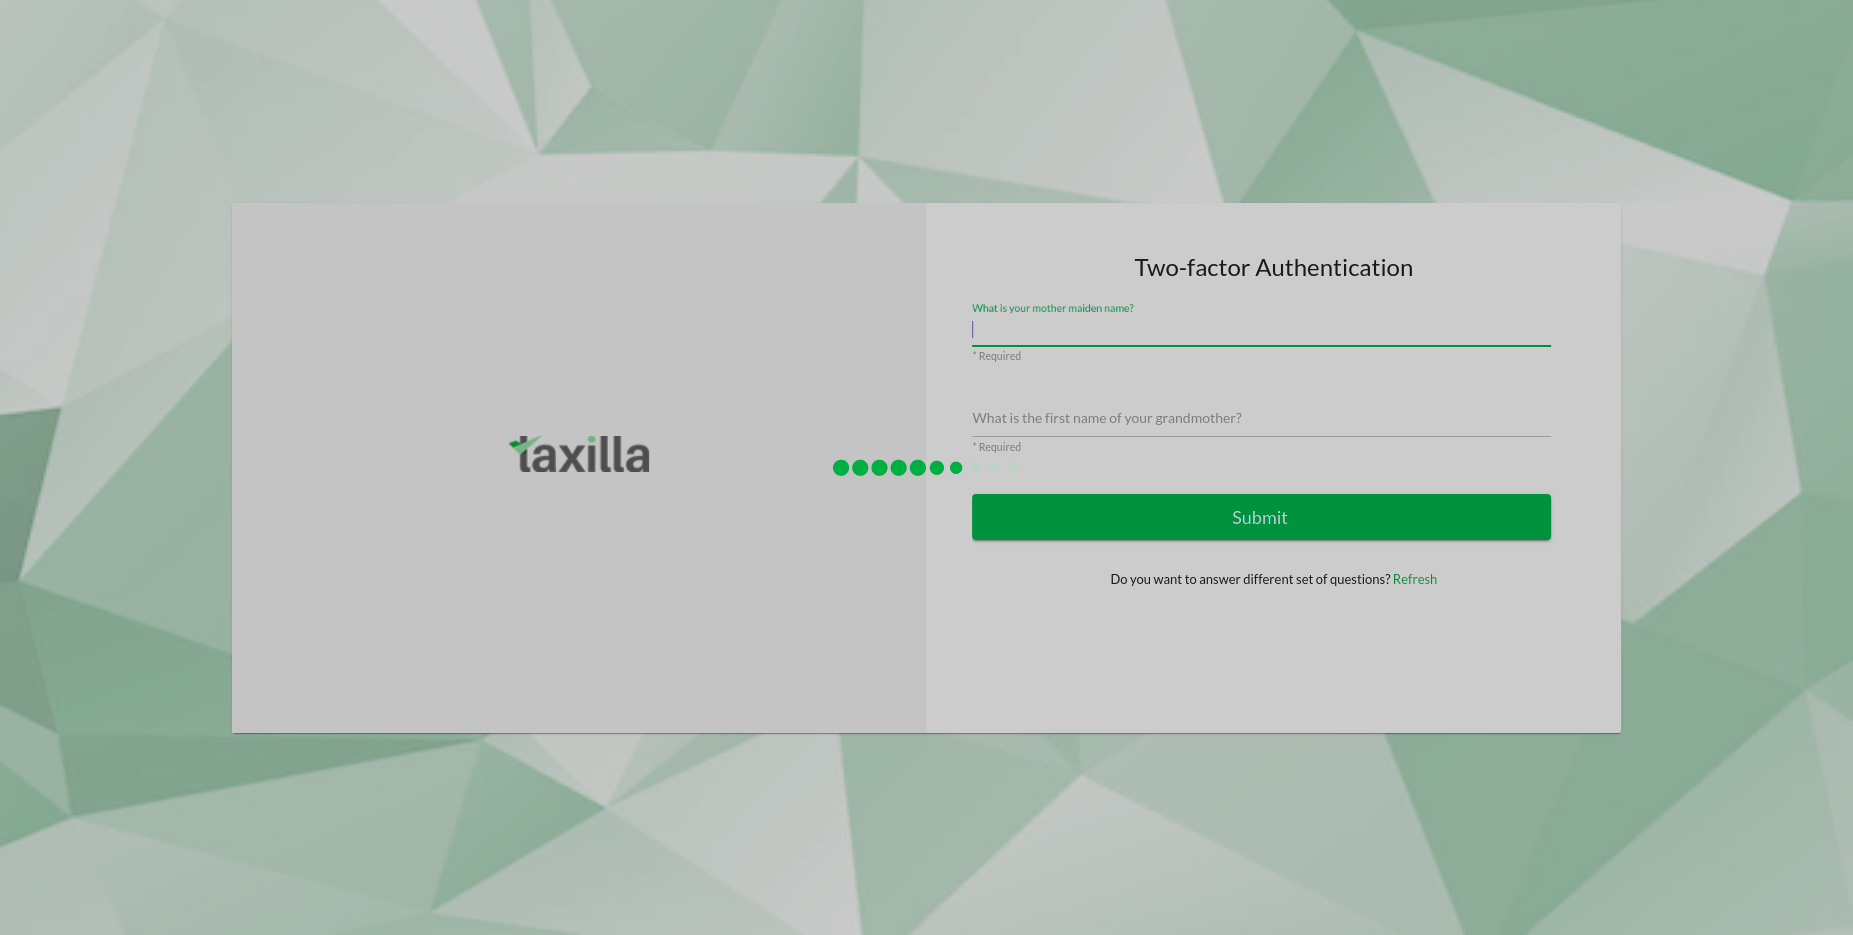 taxilla
Two-factor Authentication
What is your mother maiden name?
* Required
What is the first name of your grandmother?
* Required
Submit
Do you want to answer different set of questions? Refresh